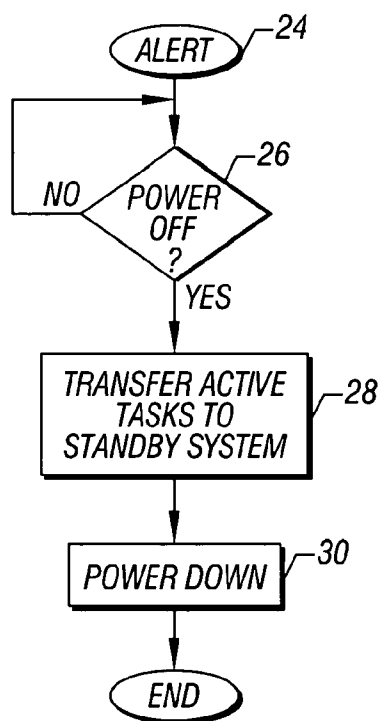 ALERT
24
26
POWER
OFF
?
NO
YES
TRANSFER ACTIVE
TASKS TO
STANDBY SYSTEM
28
POWER DOWN
30
END